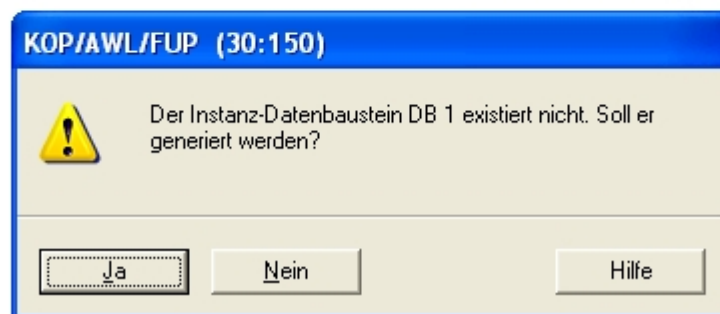 KOP/AWL/FUP (30:150)
Der Instanz-Datenbaustein DB 1 existiert nicht. Soll er
generiert werden?
Ja Nein Hilfe